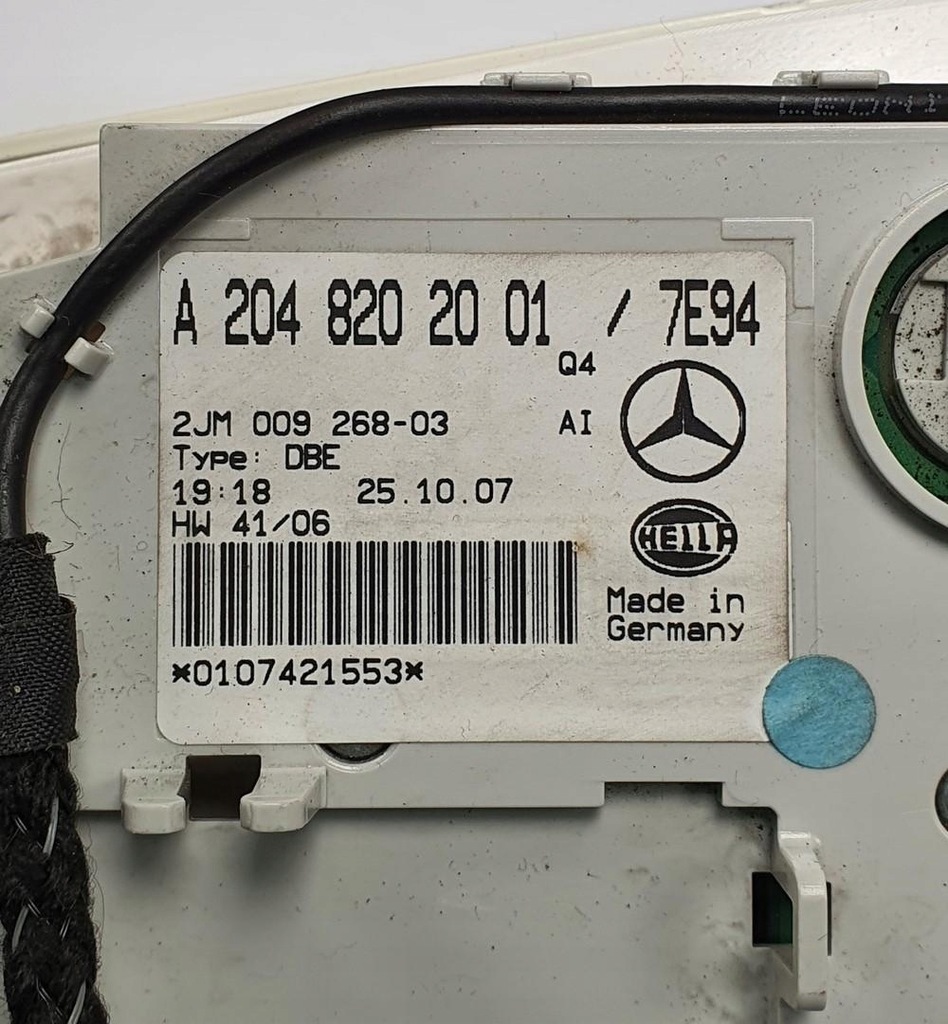 A 204 820 20 01 / 7E94
Q4
2JM 009 268-03 AI
Type: DBE
19:18 25.10.07
HW 41/06
HELLA
Made in
Germany
*0107421553*